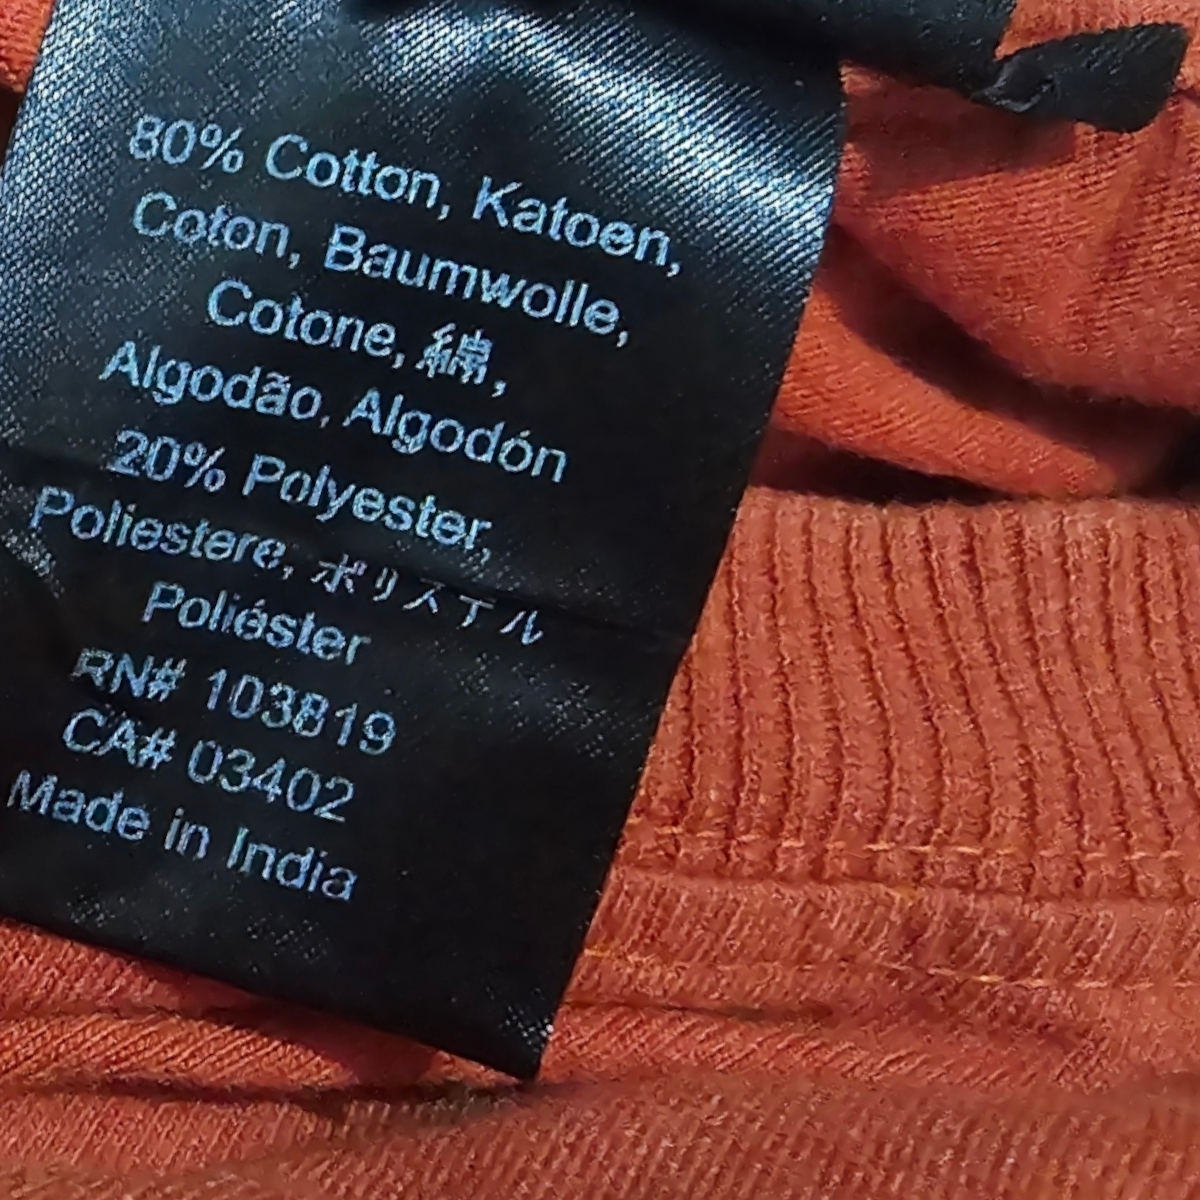 80% Cotton, Katoen,
Coton, Baumwolle,
Cotone, 綿,
Algodão, Algodón
20% Polyester,
Poliestere, ポリステル
Poliéster
RN# 103819
CA# 03402
Made in India